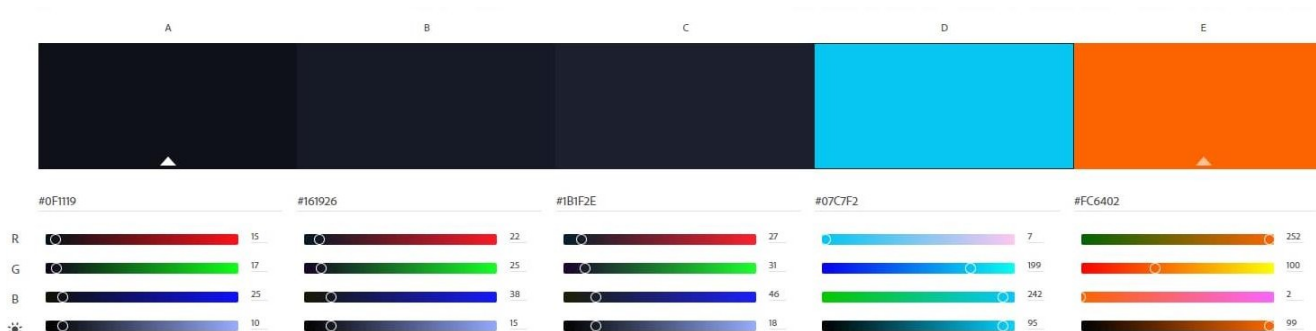 A B C D E
#0F1119 #161926 #1B1F2E #07C7F2 #FC6402
R 15 22 27 7 252
G 17 25 31 199 100
B 25 38 46 242 2
10 15 18 95 99